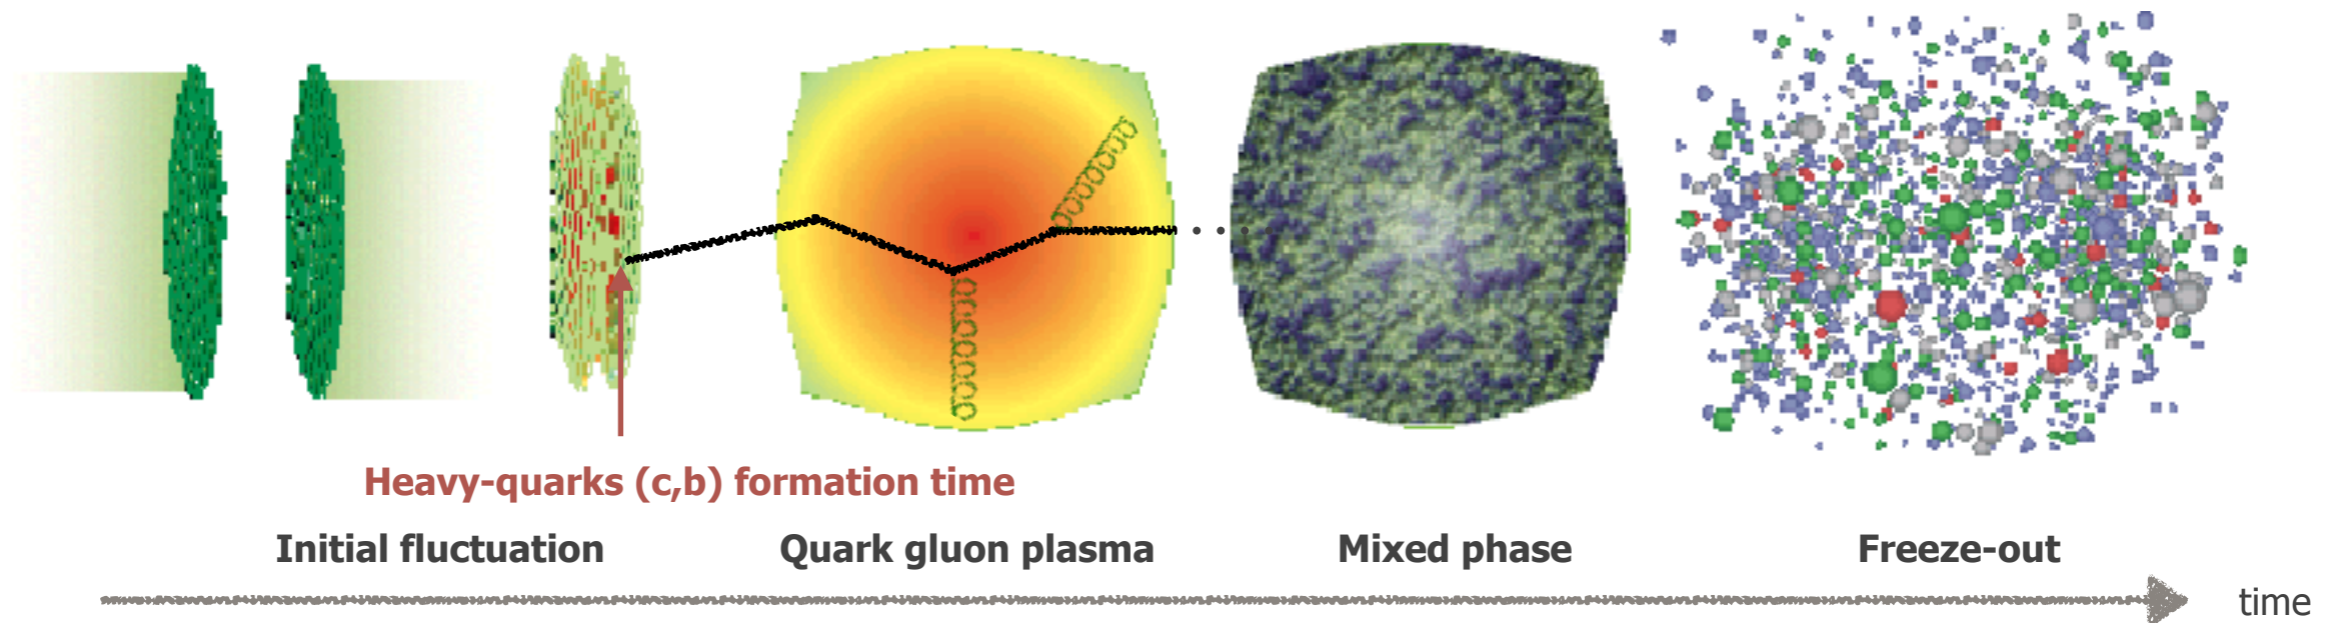 Heavy-quarks (c,b) formation time
Initial fluctuation
Quark gluon plasma
Mixed phase
Freeze-out
time